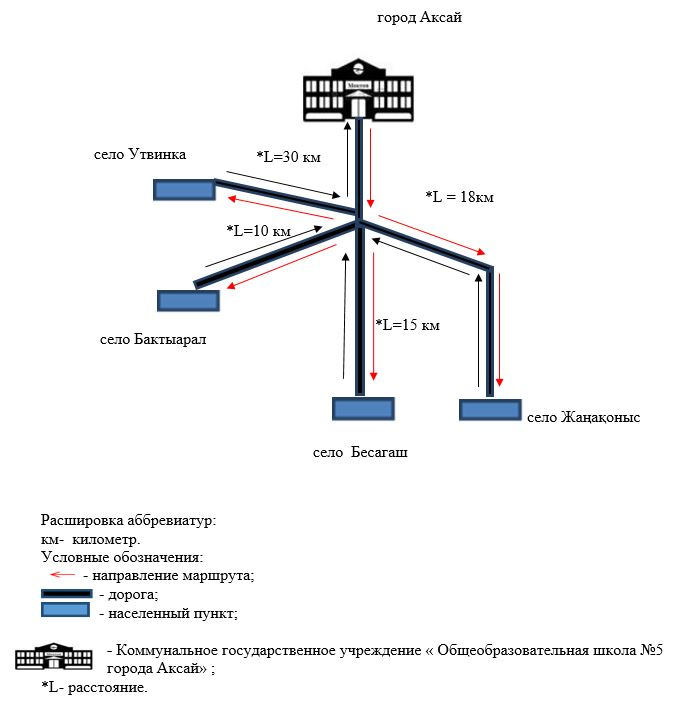 город Аксай
село Утвинка
*L=30 км
*L = 18км
*L=10 км
*L=15 км
село Бактыарал
село Жаңақоныс
село Бесагаш
Расшировка аббревиатур:
км- километр.
Условные обозначения:
- направление маршрута;
- дорога;
- населенный пункт;
- Коммунальное государственное учреждение « Общеобразовательная школа №5
города Аксай» ;
*L- расстояние.